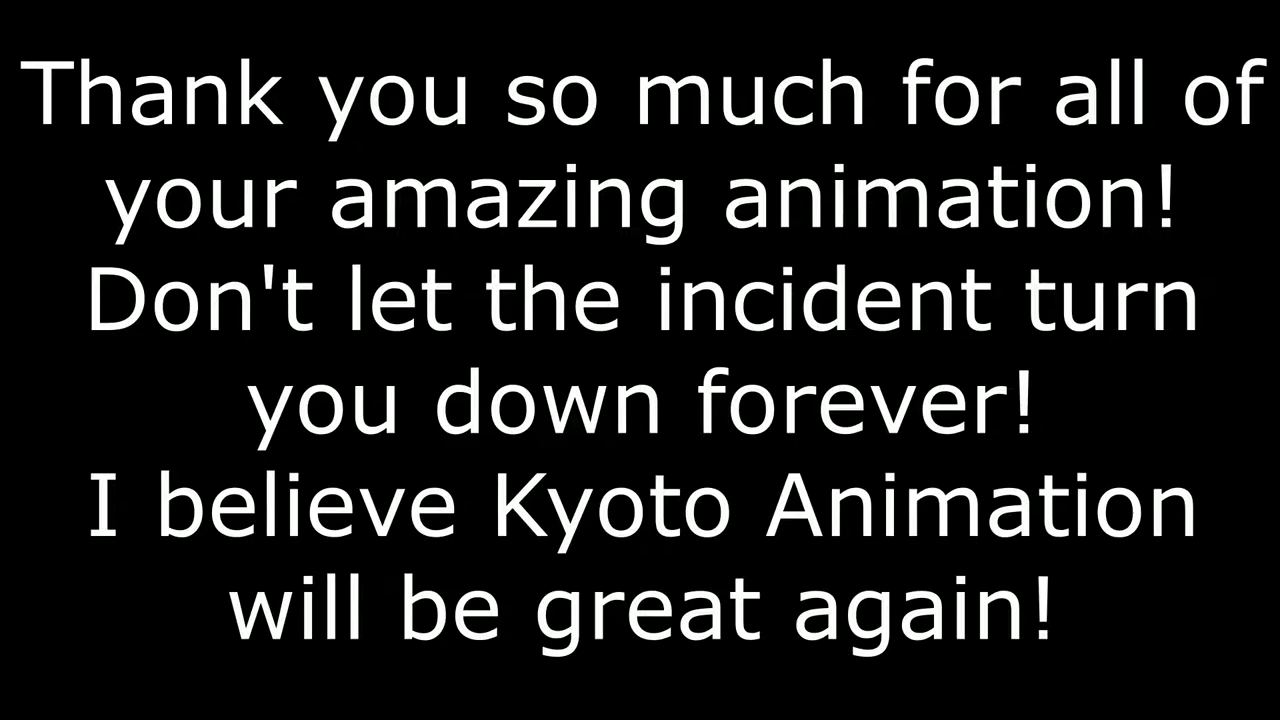 Thank you so much for all of
your amazing animation!
Don't let the incident turn
you down forever!
I believe Kyoto Animation
will be great again!